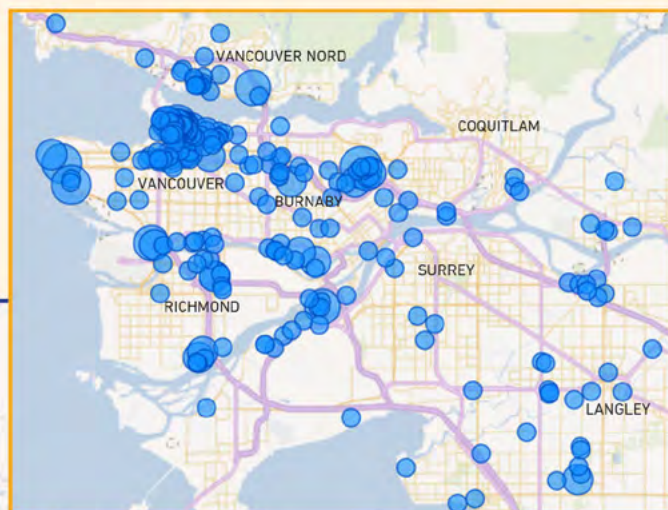 VANCOUVER NORD
COQUITLAM
VANCOUVER
BURNABY
SURREY
RICHMOND
LANGLEY